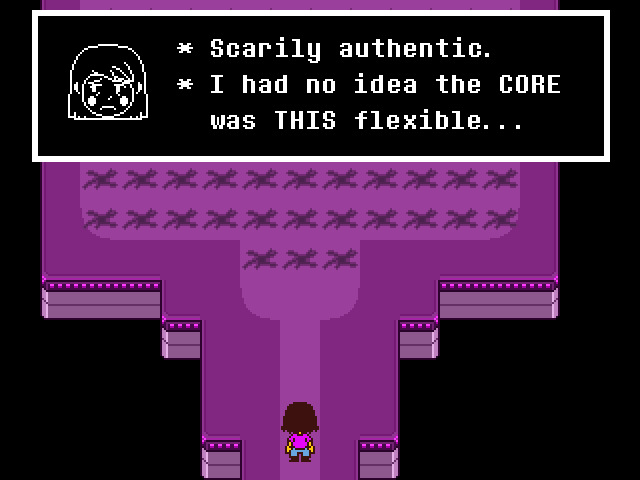 * Scarily authentic.
* I had no idea the CORE
was THIS flexible...